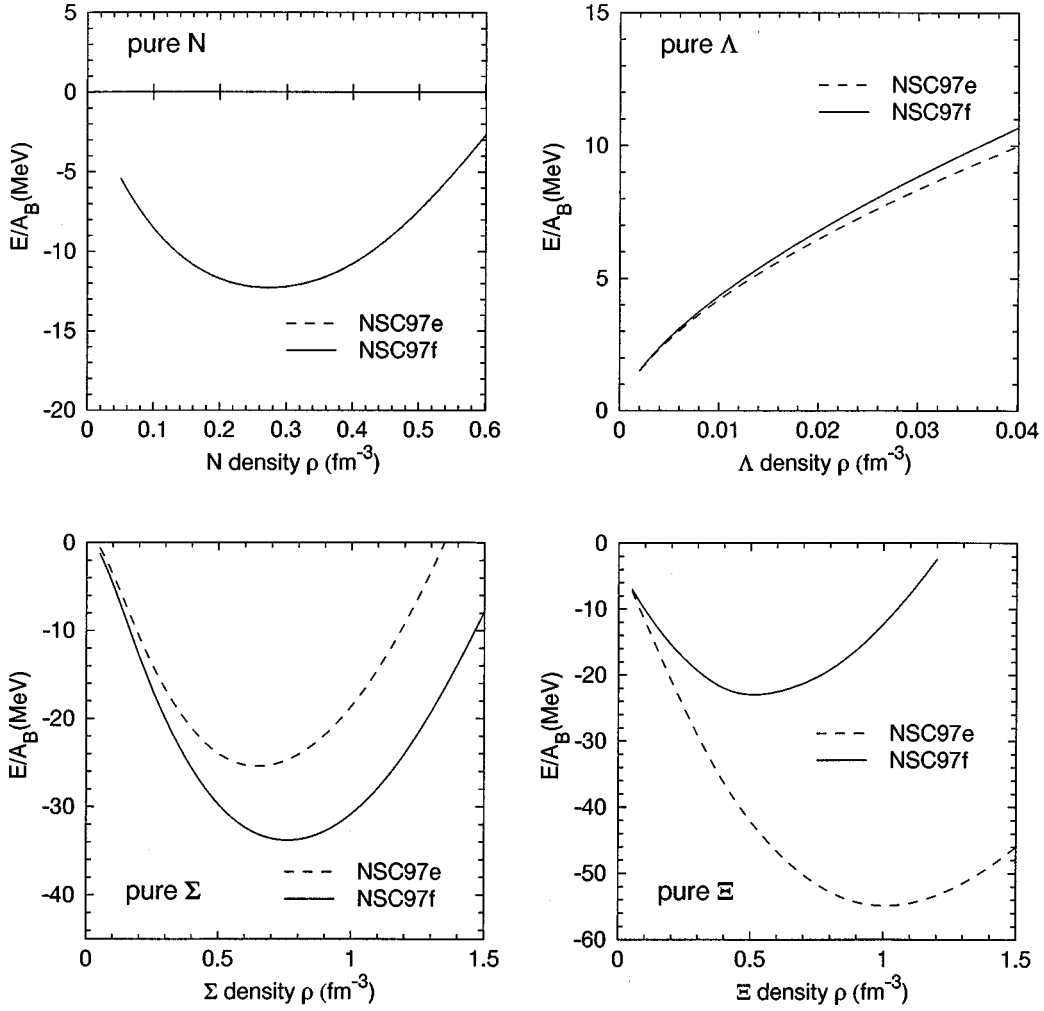 5
0
-5
-10
-15
-20
E/A_B(MeV)
pure N
NSC97e
NSC97f
0
0.1
0.2
0.3
0.4
0.5
0.6
N density ρ (fm⁻³)
15
10
5
0
E/A_B(MeV)
pure Λ
NSC97e
NSC97f
0
0.01
0.02
0.03
0.04
Λ density ρ (fm⁻³)
0
-10
-20
-30
-40
E/A_B(MeV)
NSC97e
NSC97f
pure Σ
0
0.5
1
1.5
Σ density ρ (fm⁻³)
0
-10
-20
-30
-40
-50
-60
E/A_B(MeV)
NSC97e
NSC97f
pure Ξ
0
0.5
1
1.5
Ξ density ρ (fm⁻³)